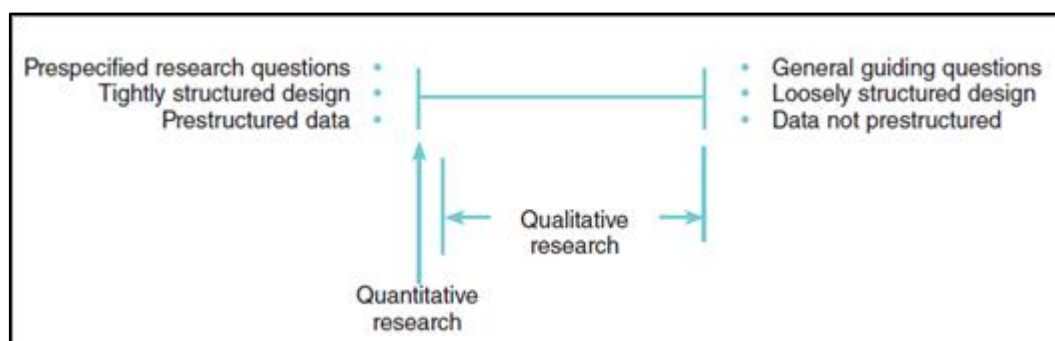 Prespecified research questions •
Tightly structured design •
Prestructured data •
• General guiding questions
• Loosely structured design
• Data not prestructured
Qualitative
research
Quantitative
research